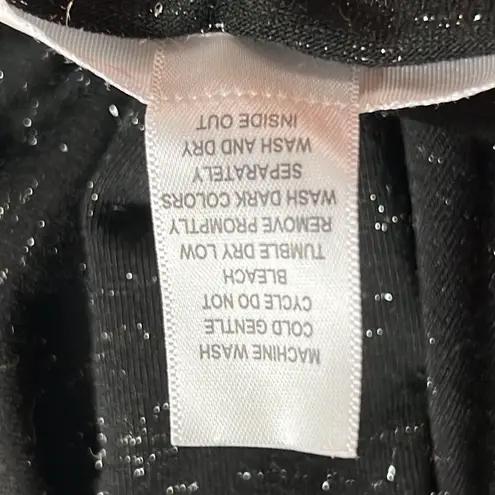 MACHINE WASH
COLD GENTLE
CYCLE DO NOT
BLEACH
TUMBLE DRY LOW
REMOVE PROMPTLY
WASH DARK COLORS
SEPARATELY
WASH AND DRY
INSIDE OUT